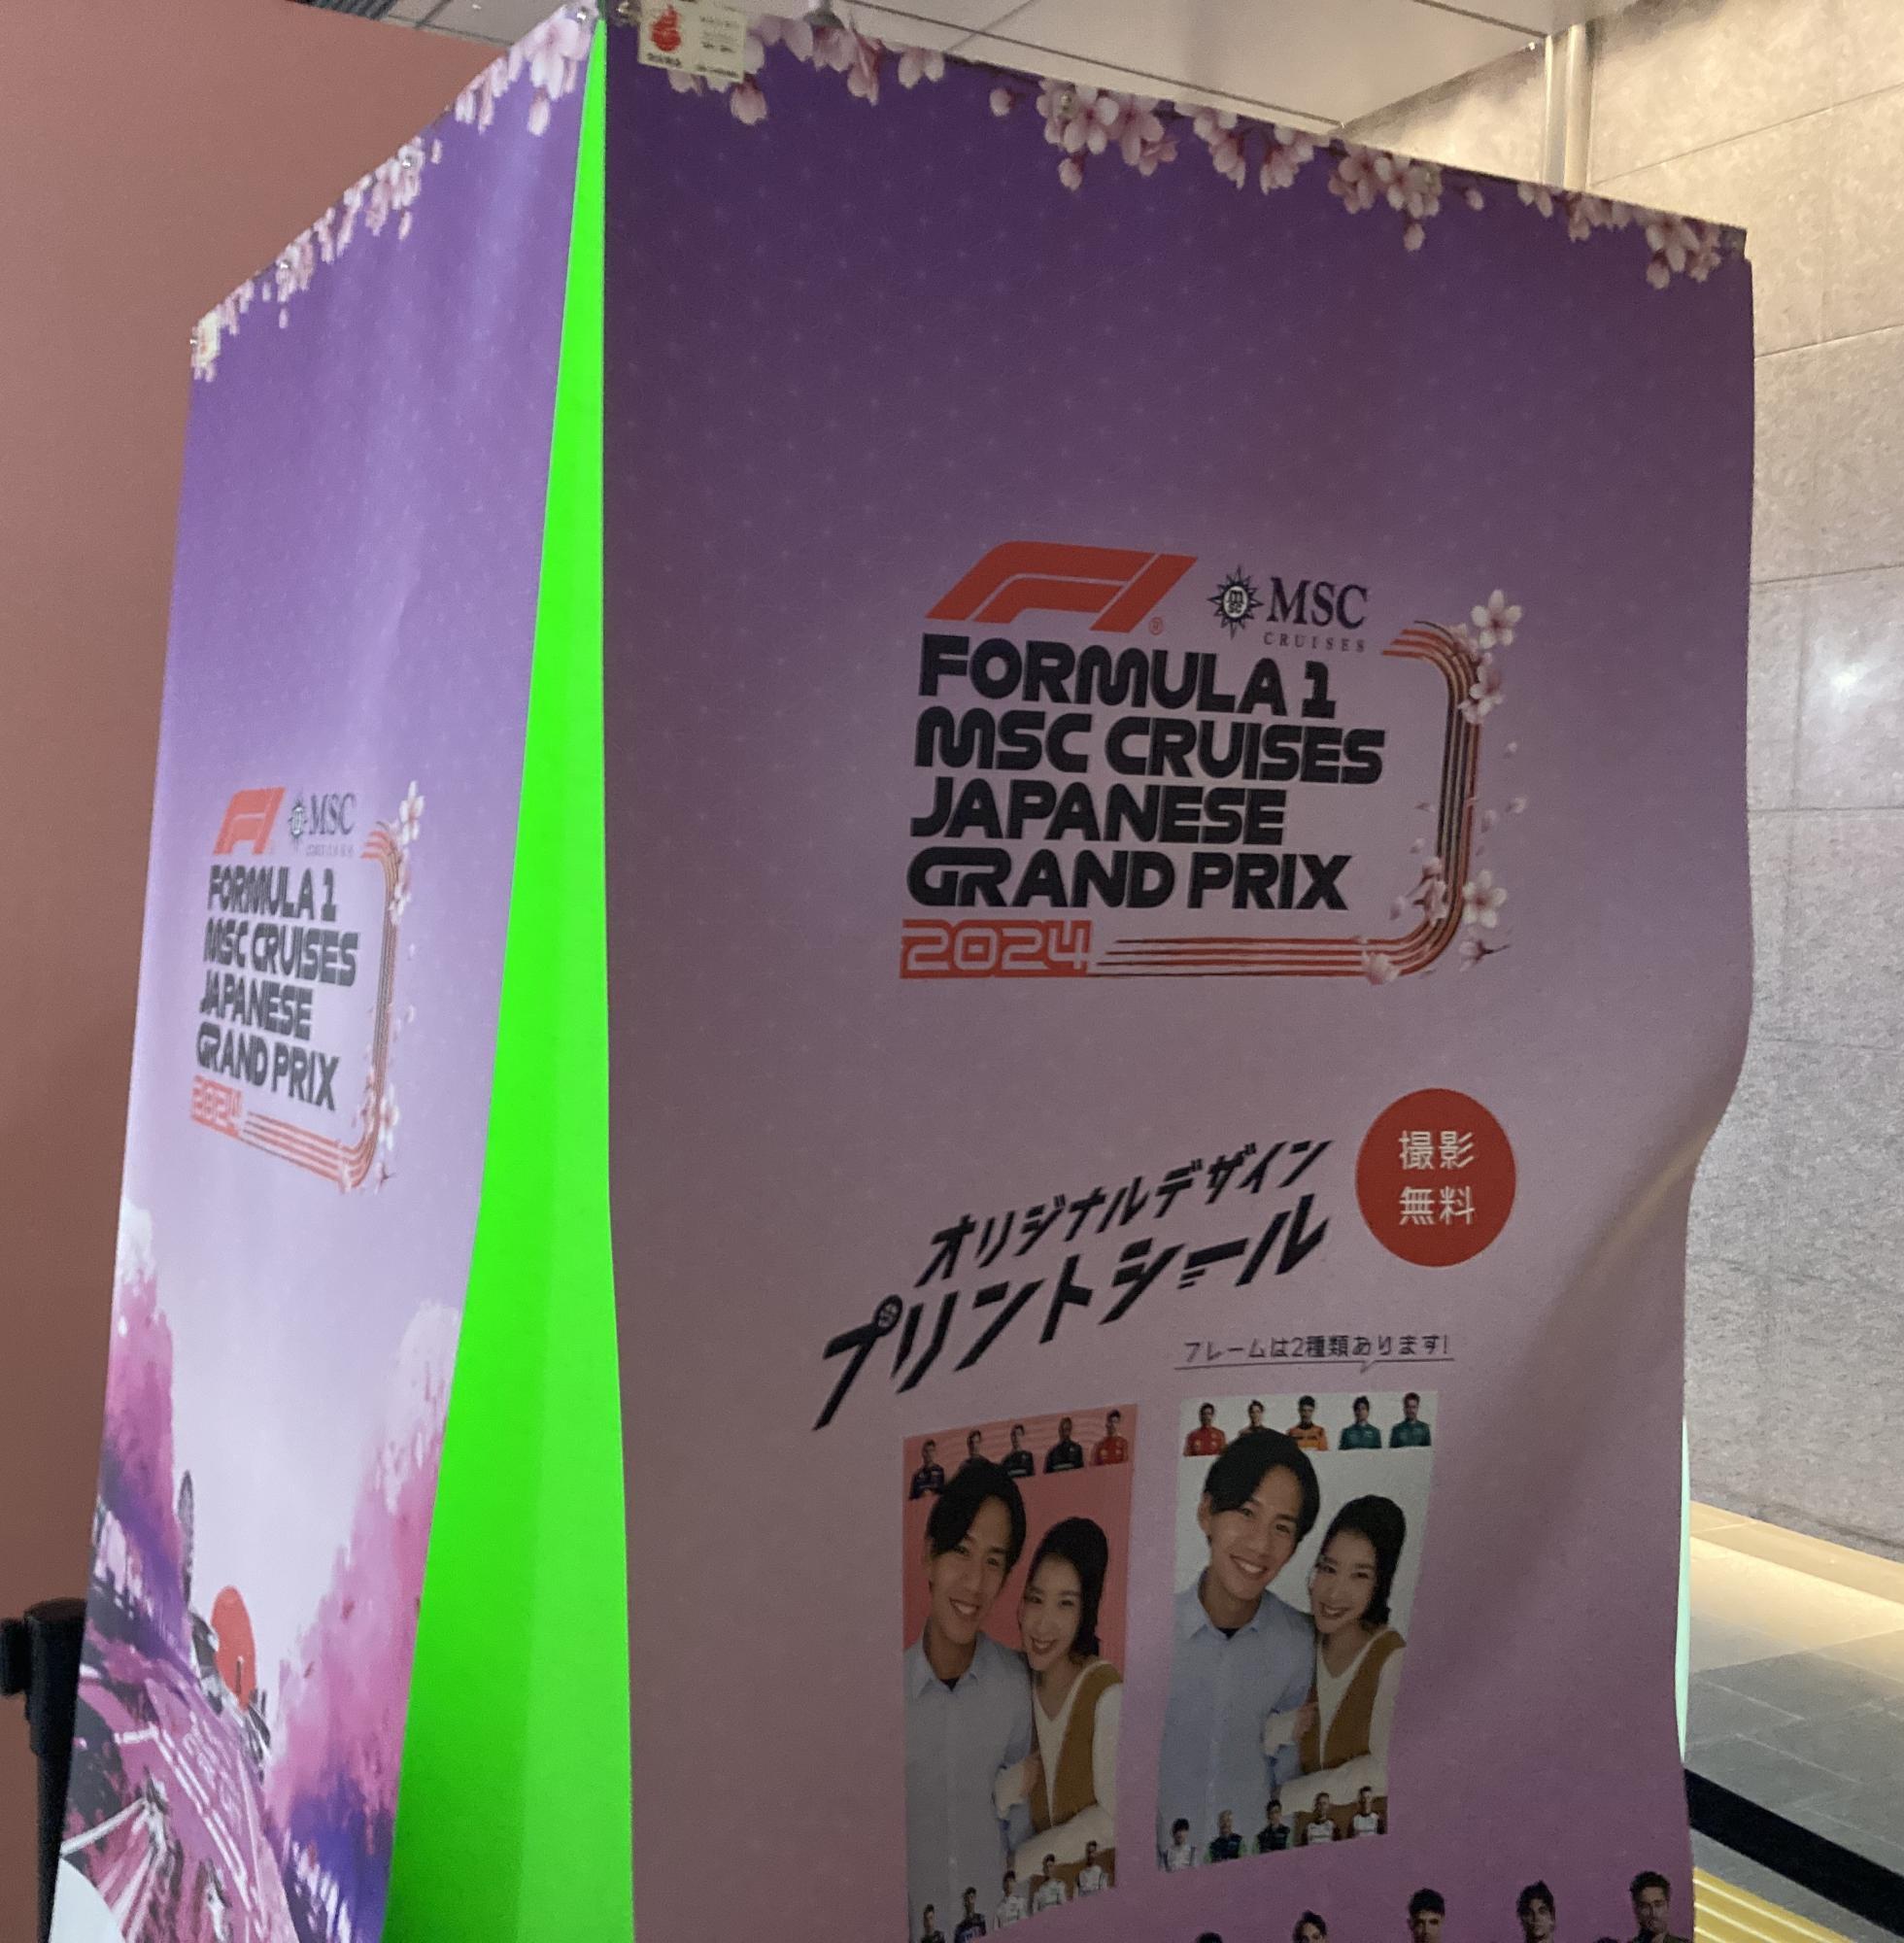 FORMULA 1
MSC CRUISES
JAPANESE
GRAND PRIX
2024
F1
MSC
CRUISES
FORMULA 1
MSC CRUISES
JAPANESE
GRAND PRIX
2024
撮影
無料
オリジナルデザイン
プリントシール
フレームは2種類あります!
F1
MSC
CRUISES